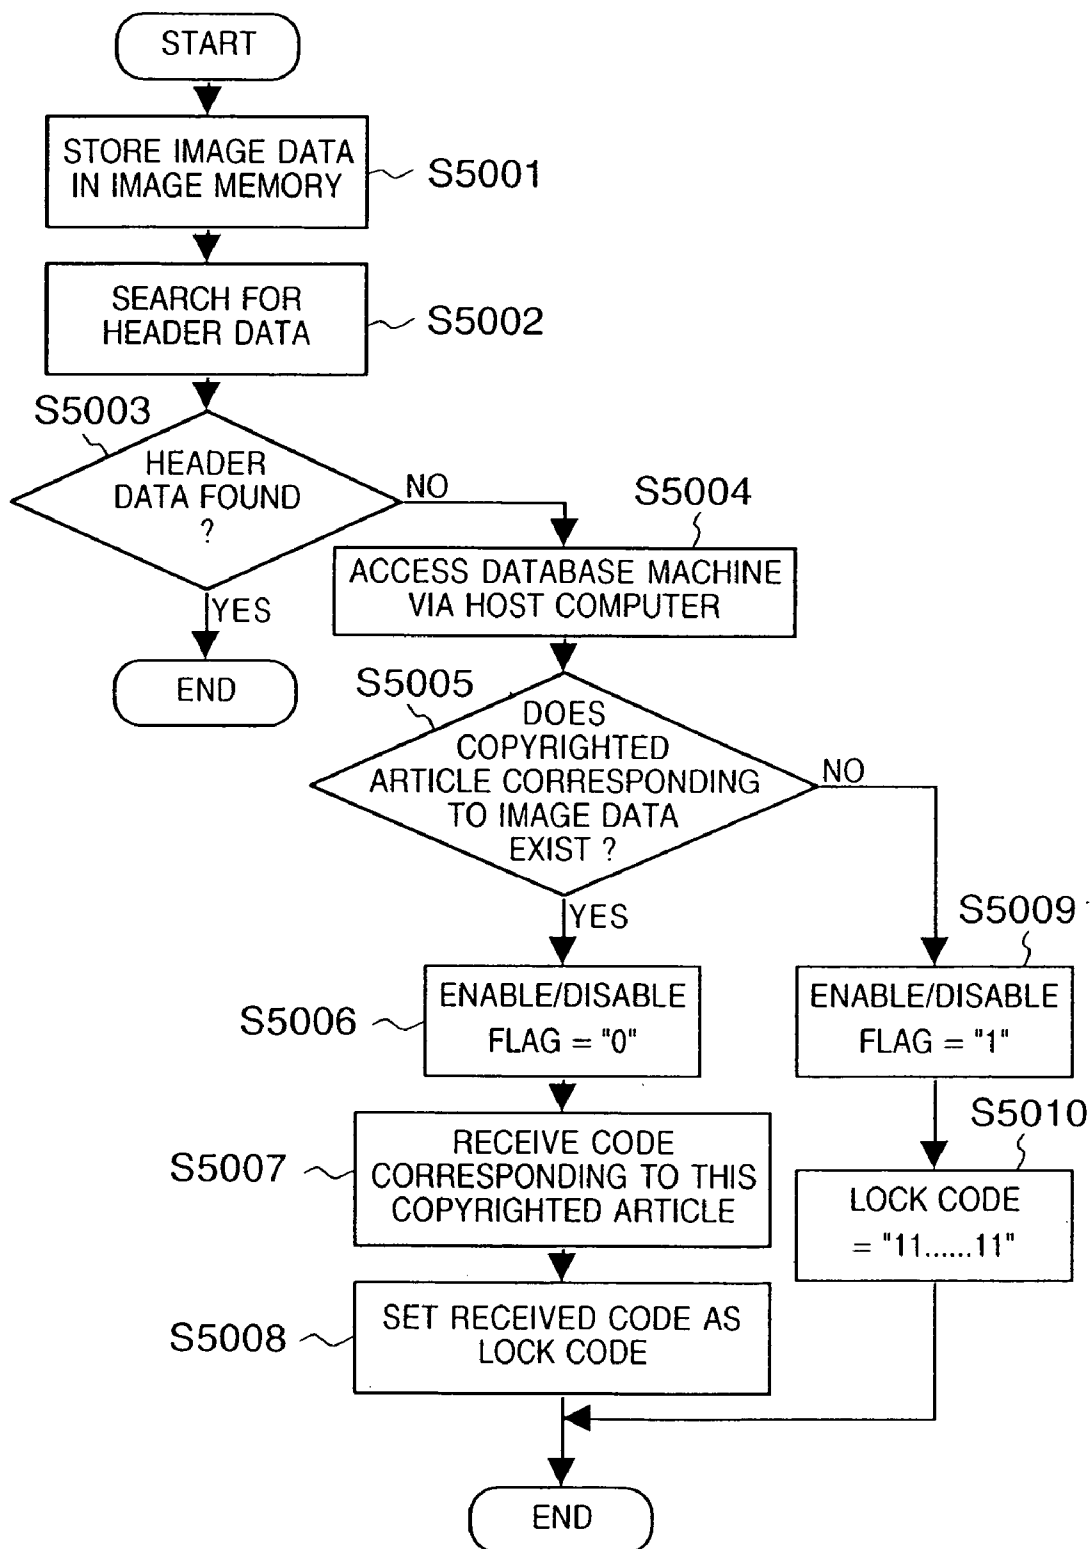 START
STORE IMAGE DATA
IN IMAGE MEMORY
S5001
SEARCH FOR
HEADER DATA
S5002
S5003
HEADER
DATA FOUND
?
NO
YES
END
S5004
ACCESS DATABASE MACHINE
VIA HOST COMPUTER
S5005
DOES
COPYRIGHTED
ARTICLE CORRESPONDING
TO IMAGE DATA
EXIST ?
NO
YES
S5006
ENABLE/DISABLE
FLAG = "0"
S5009
ENABLE/DISABLE
FLAG = "1"
S5007
RECEIVE CODE
CORRESPONDING TO THIS
COPYRIGHTED ARTICLE
S5010
LOCK CODE
= "11......11"
S5008
SET RECEIVED CODE AS
LOCK CODE
END